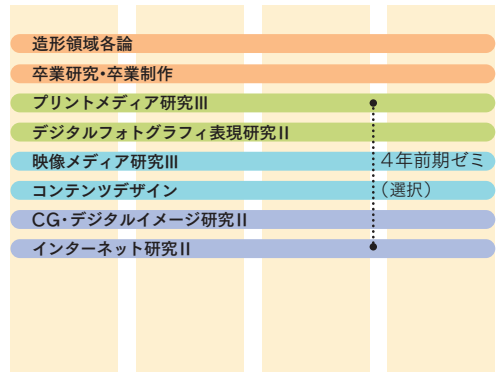 造形領域各論
卒業研究・卒業制作
プリントメディア研究III
デジタルフォトグラフィ表現研究II
映像メディア研究III
4年前期ゼミ
コンテンツデザイン
(選択)
CG・デジタルイメージ研究II
インターネット研究II